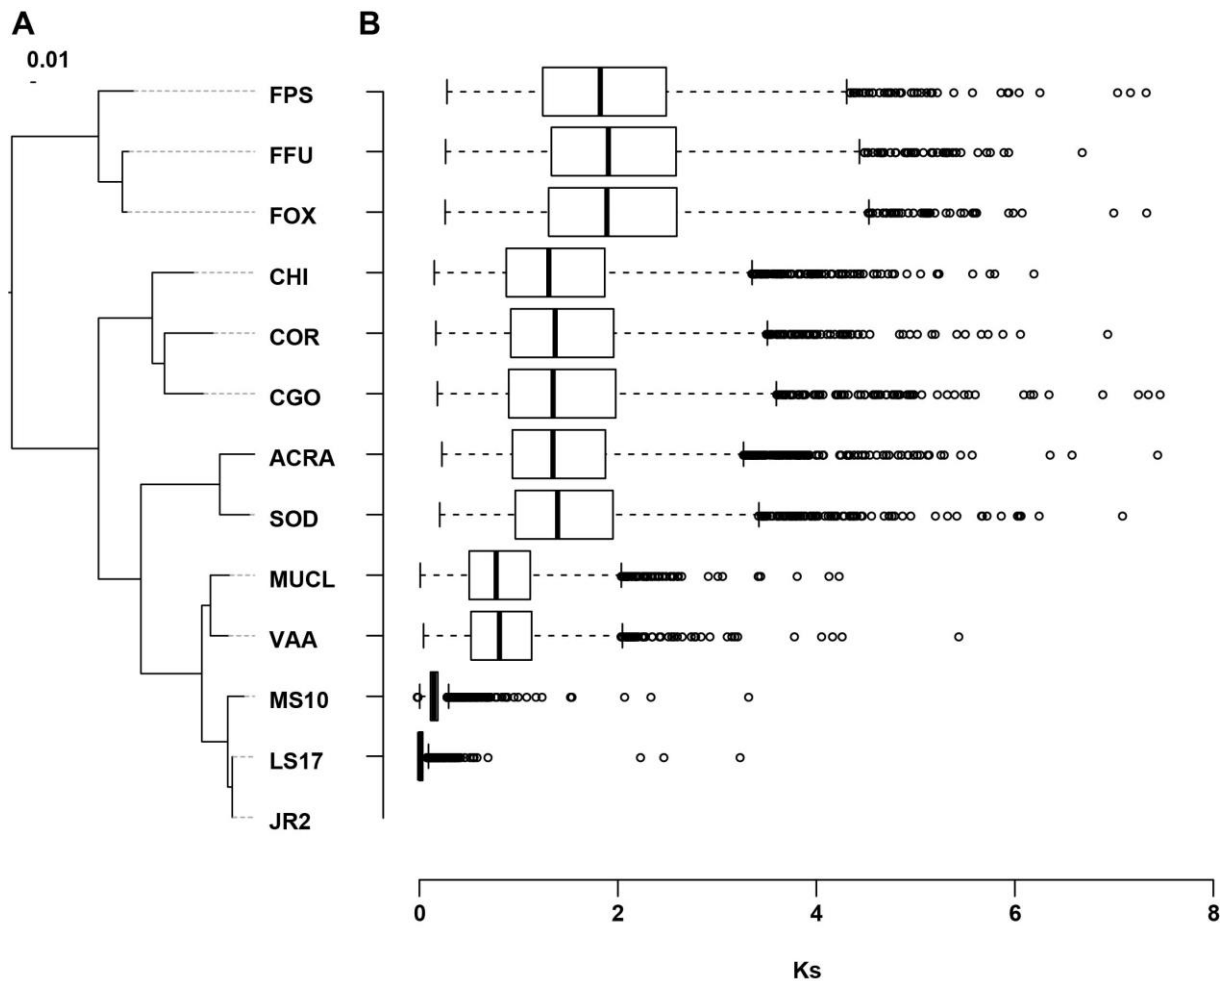 A B
0.01
FPS
FFU
FOX
CHI
COR
CGO
ACRA
SOD
MUCL
VAA
MS10
LS17
JR2
0 2 4 6 8
Ks